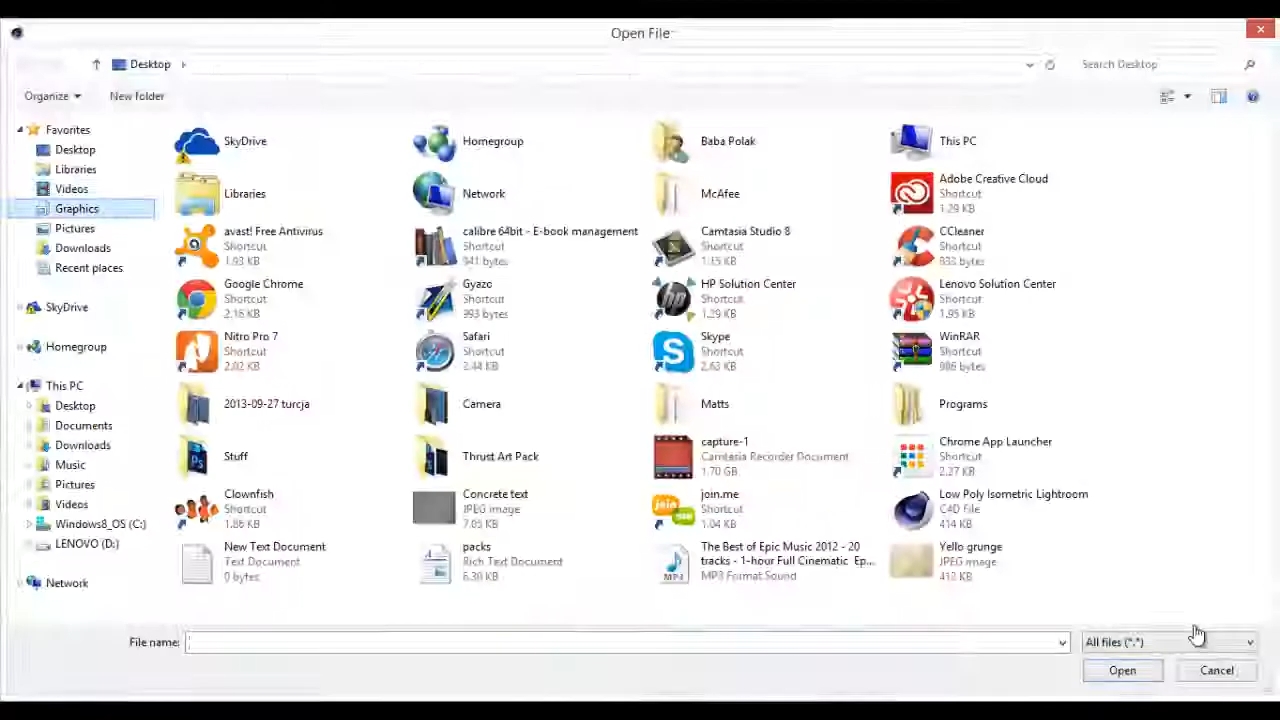 Open File
Desktop
Search Desktop
Organize
New folder
Favorites
Desktop
Libraries
Videos
Graphics
Pictures
Downloads
Recent places
SkyDrive
Homegroup
This PC
Desktop
Documents
Downloads
Music
Pictures
Videos
Windows8_OS (C:)
LENOVO (D:)
Network
SkyDrive
Homegroup
Baba Polak
This PC
Libraries
Network
McAfee
Adobe Creative Cloud
Shortcut
1.29 KB
avast! Free Antivirus
Shortcut
1.93 KB
calibre 64bit - E-book management
Shortcut
941 bytes
Camtasia Studio 8
Shortcut
1.15 KB
CCleaner
Shortcut
833 bytes
Google Chrome
Shortcut
2.16 KB
Gyazo
Shortcut
993 bytes
HP Solution Center
Shortcut
1.29 KB
Lenovo Solution Center
Shortcut
1.95 KB
Nitro Pro 7
Shortcut
2.02 KB
Safari
Shortcut
2.44 KB
Skype
Shortcut
2.63 KB
WinRAR
Shortcut
986 bytes
2013-09-27 turcja
Camera
Matts
Programs
Stuff
Thrust Art Pack
capture-1
Camtasia Recorder Document
1.70 GB
Chrome App Launcher
Shortcut
2.27 KB
Clownfish
Shortcut
1.86 KB
Concrete text
JPEG image
7.05 KB
join.me
Shortcut
1.04 KB
Low Poly Isometric Lightroom
C4D File
414 KB
New Text Document
Text Document
0 bytes
packs
Rich Text Document
6.30 KB
The Best of Epic Music 2012 - 20
tracks - 1-hour Full Cinematic Ep...
MP3 Format Sound
Yello grunge
JPEG image
412 KB
File name:
All files (*.*)
Open
Cancel